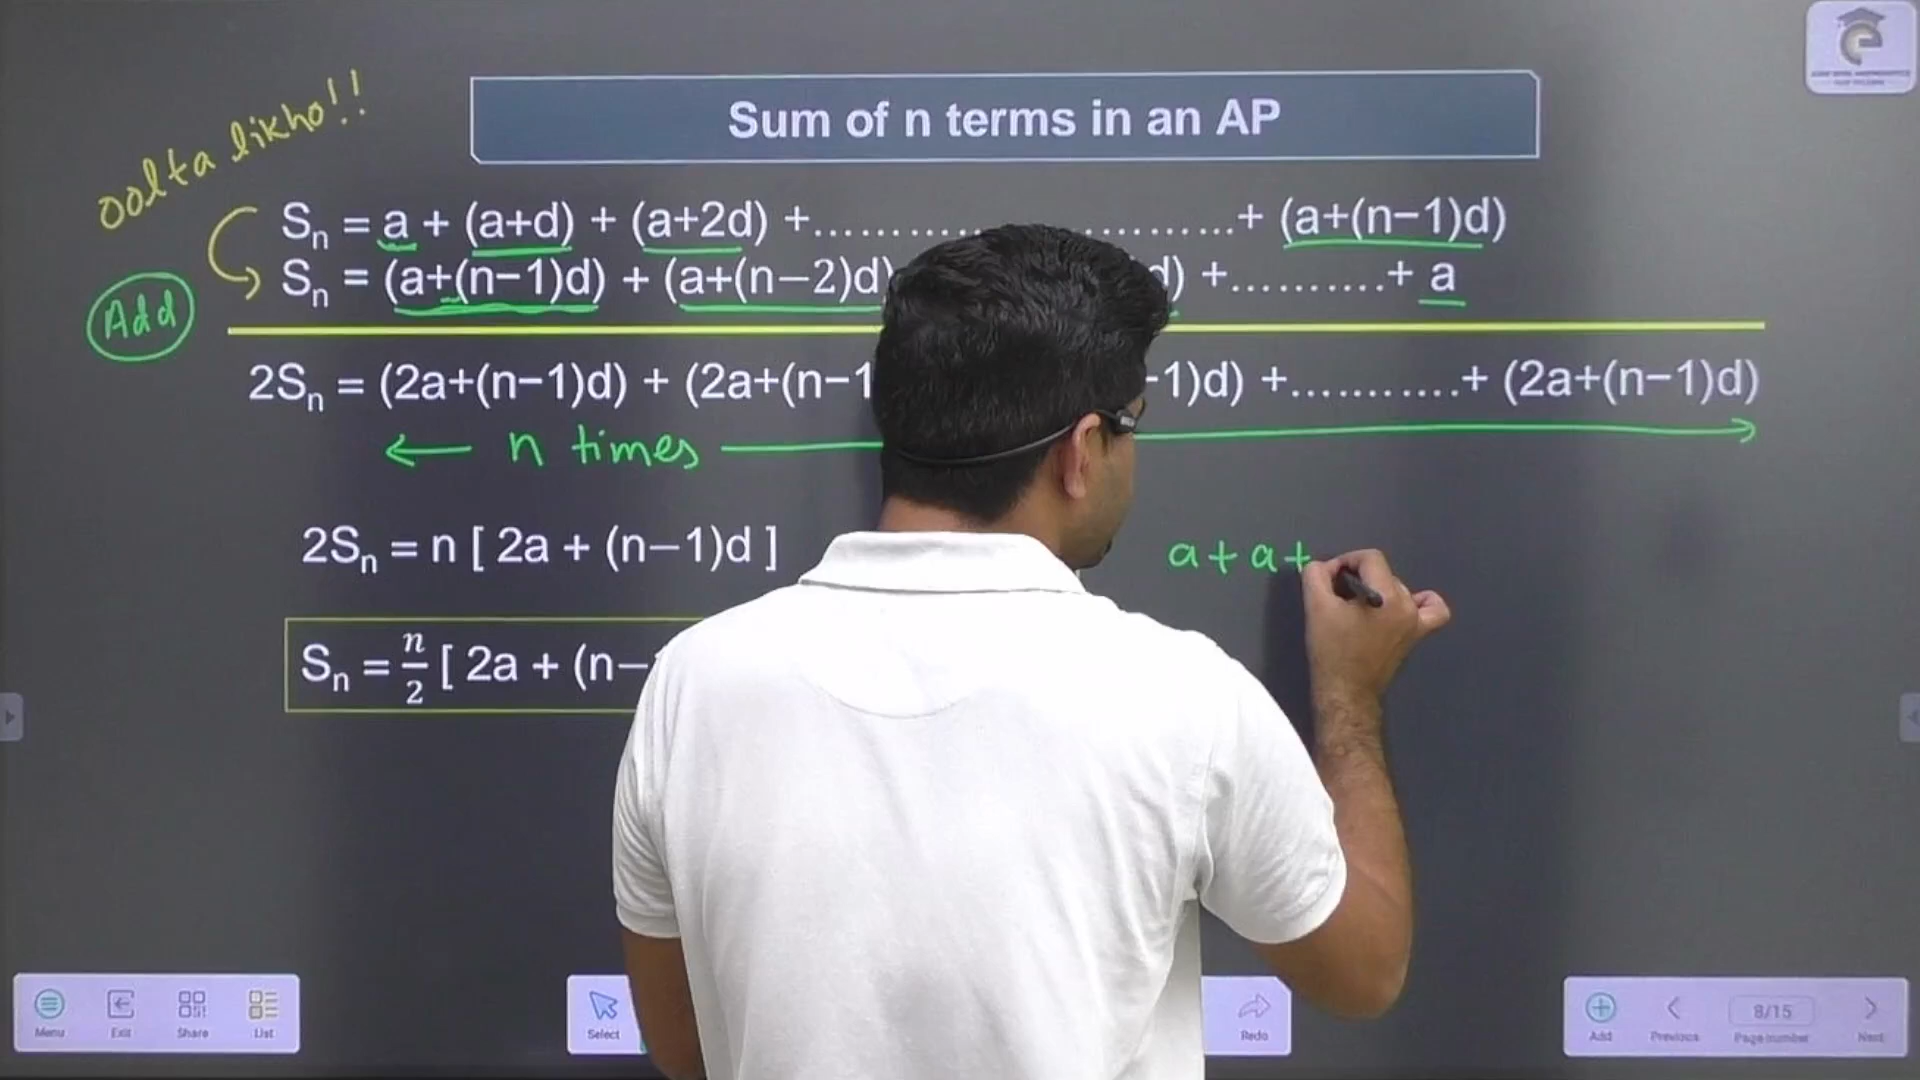 Sum of n terms in an AP
oolta likho!!
Sn = a + (a+d) + (a+2d) +..............................+ (a+(n−1)d)
Sn = (a+(n−1)d) + (a+(n−2)d) d) +...........+ a
Add
2Sn = (2a+(n−1)d) + (2a+(n−1 -1)d) +............+ (2a+(n−1)d)
← n times →
2Sn = n [ 2a + (n−1)d ]
a + a +
Sn = n/2 [ 2a + (n−
Menu Exit Share List Select Redo Add Previous 8/15 Page number Next